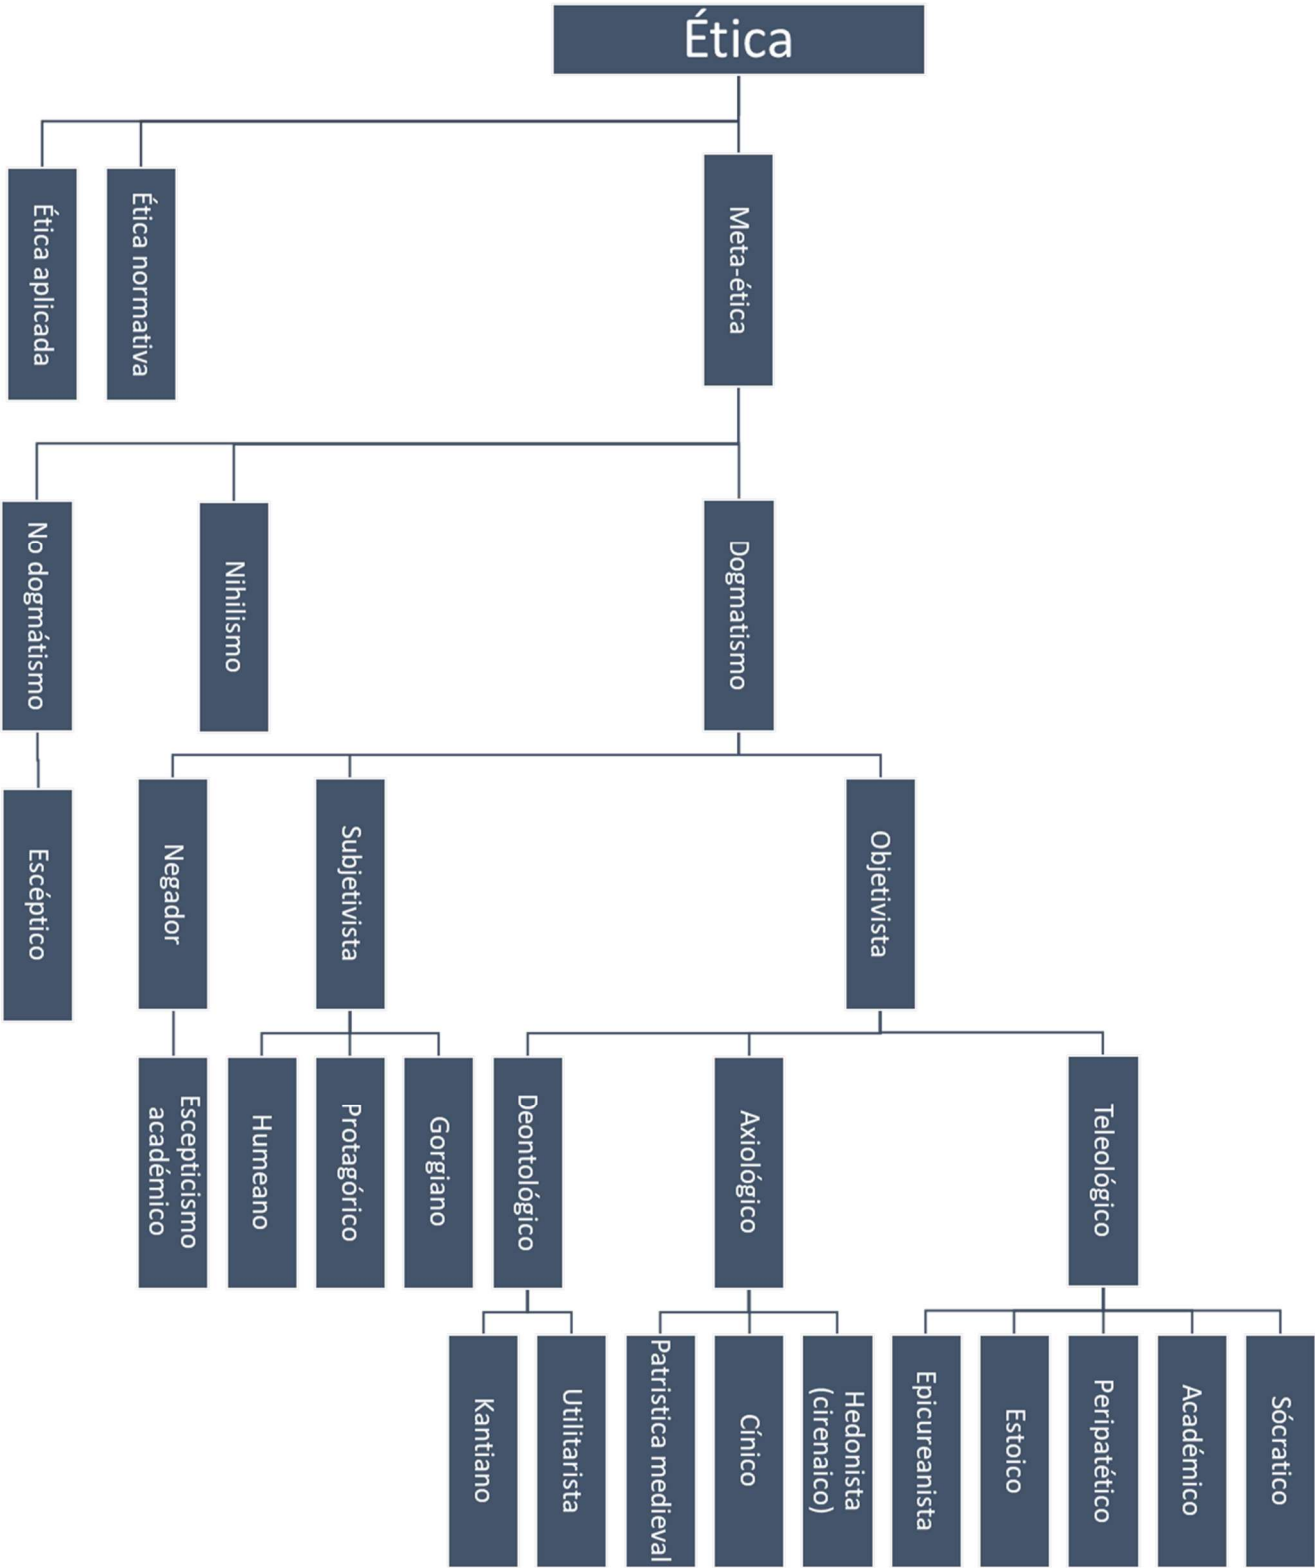 Ética
Meta-ética
Ética normativa
Ética aplicada
Dogmatismo
Nihilismo
No dogmátismo
Objetivista
Subjetivista
Negador
Escéptico
Teleológico
Axiológico
Deontológico
Gorgiano
Protagórico
Humeano
Escepticismo
académico
Sócratico
Académico
Peripatético
Estoico
Epicureanista
Hedonista
(cirenaico)
Cínico
Patristica medieval
Utilitarista
Kantiano